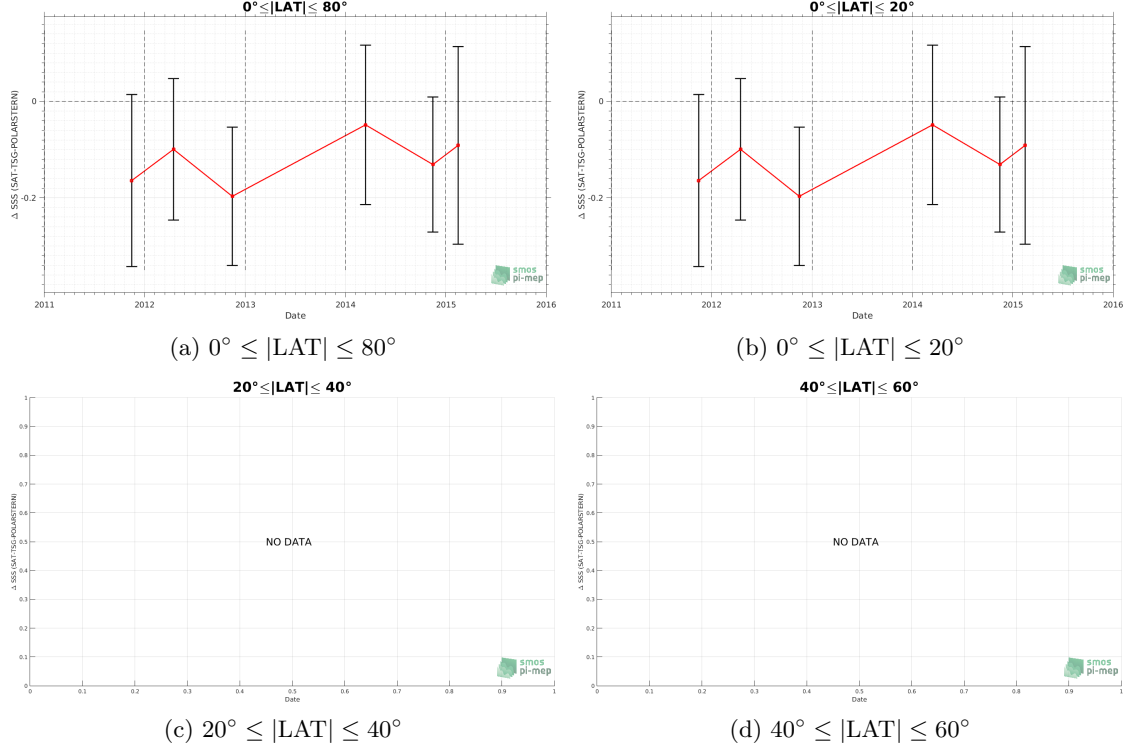 0°≤|LAT|≤ 80°
0
-0.2
Δ SSS (SAT-TSG-POLARSTERN)
2011 2012 2013 2014 2015 2016
Date
smos
pi-mep
(a) 0° ≤ |LAT| ≤ 80°
0°≤|LAT|≤ 20°
0
-0.2
Δ SSS (SAT-TSG-POLARSTERN)
2011 2012 2013 2014 2015 2016
Date
smos
pi-mep
(b) 0° ≤ |LAT| ≤ 20°
20°≤|LAT|≤ 40°
1
0.9
0.8
0.7
0.6
0.5
0.4
0.3
0.2
0.1
0
Δ SSS (SAT-TSG-POLARSTERN)
NO DATA
0 0.1 0.2 0.3 0.4 0.5 0.6 0.7 0.8 0.9 1
Date
smos
pi-mep
(c) 20° ≤ |LAT| ≤ 40°
40°≤|LAT|≤ 60°
1
0.9
0.8
0.7
0.6
0.5
0.4
0.3
0.2
0.1
0
Δ SSS (SAT-TSG-POLARSTERN)
NO DATA
0 0.1 0.2 0.3 0.4 0.5 0.6 0.7 0.8 0.9 1
Date
smos
pi-mep
(d) 40° ≤ |LAT| ≤ 60°